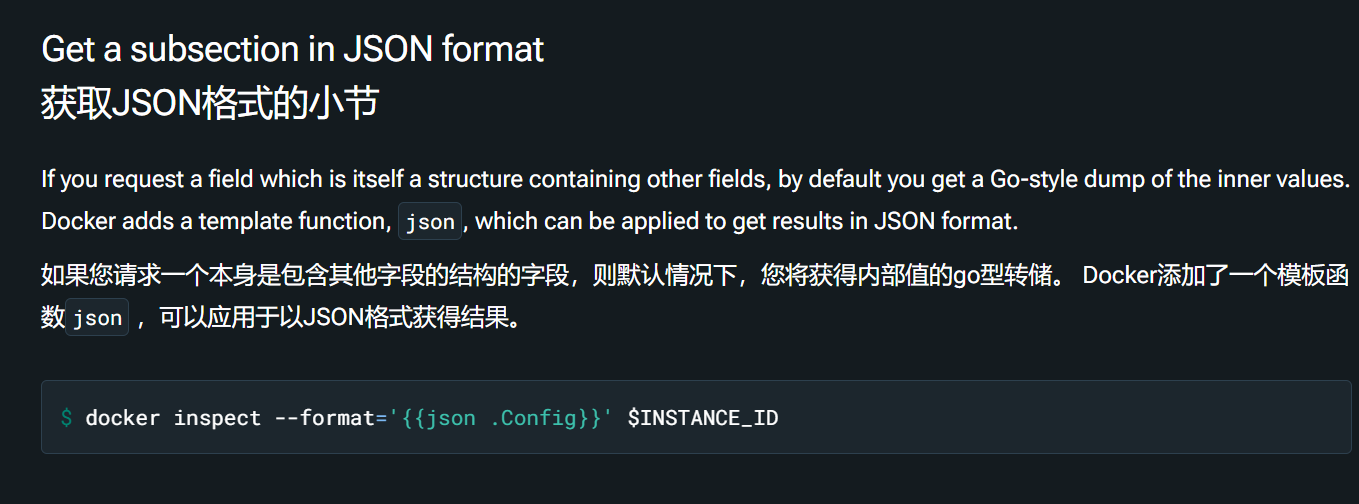 Get a subsection in JSON format
获取JSON格式的小节
If you request a field which is itself a structure containing other fields, by default you get a Go-style dump of the inner values.
Docker adds a template function, json, which can be applied to get results in JSON format.
如果您请求一个本身是包含其他字段的结构的字段，则默认情况下，您将获得内部值的go型转储。 Docker添加了一个模板函
数json ，可以应用于以JSON格式获得结果。
$ docker inspect --format='{{json .Config}}' $INSTANCE_ID